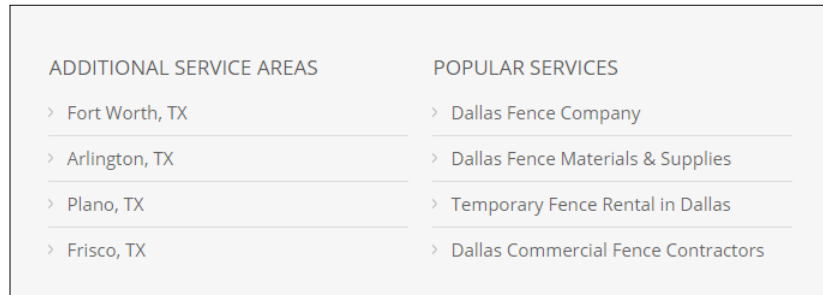 ADDITIONAL SERVICE AREAS
Fort Worth, TX
Arlington, TX
Plano, TX
Frisco, TX
POPULAR SERVICES
Dallas Fence Company
Dallas Fence Materials & Supplies
Temporary Fence Rental in Dallas
Dallas Commercial Fence Contractors